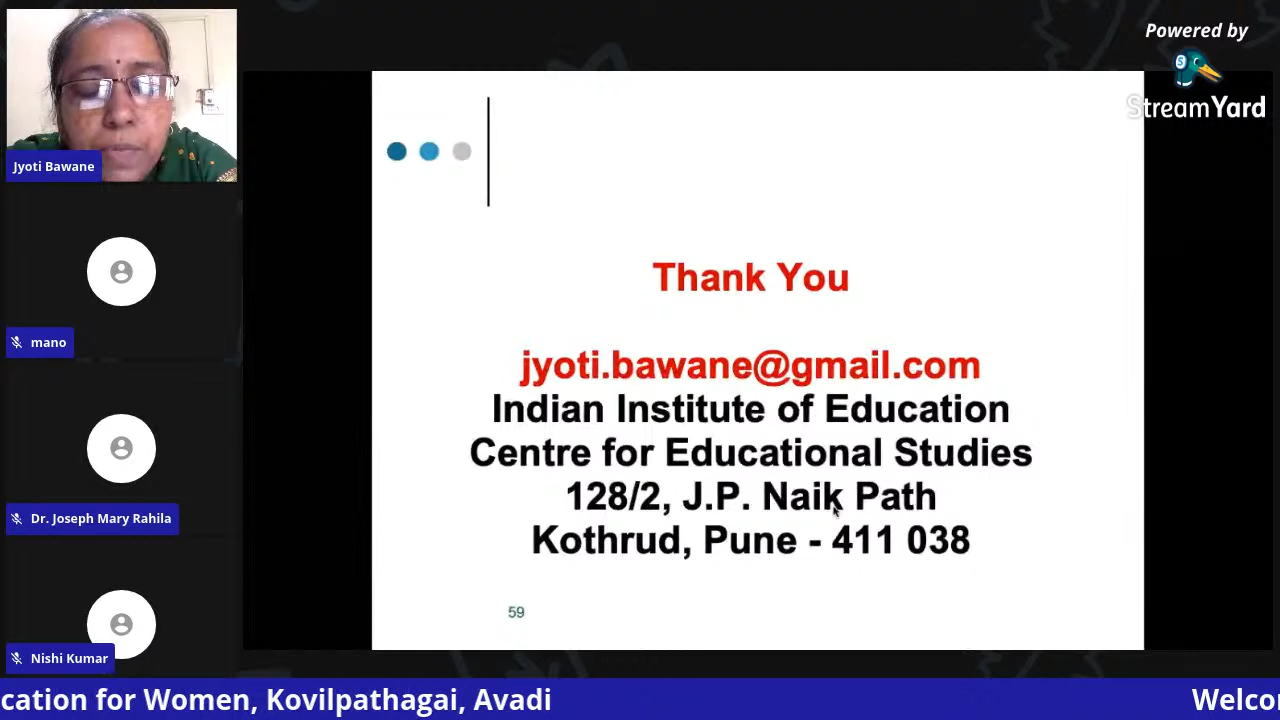 Powered by
StreamYard
Jyoti Bawane
mano
Dr. Joseph Mary Rahila
Nishi Kumar
Thank You
jyoti.bawane@gmail.com
Indian Institute of Education
Centre for Educational Studies
128/2, J.P. Naik Path
Kothrud, Pune - 411 038
59
cation for Women, Kovilpathagai, Avadi
Welco